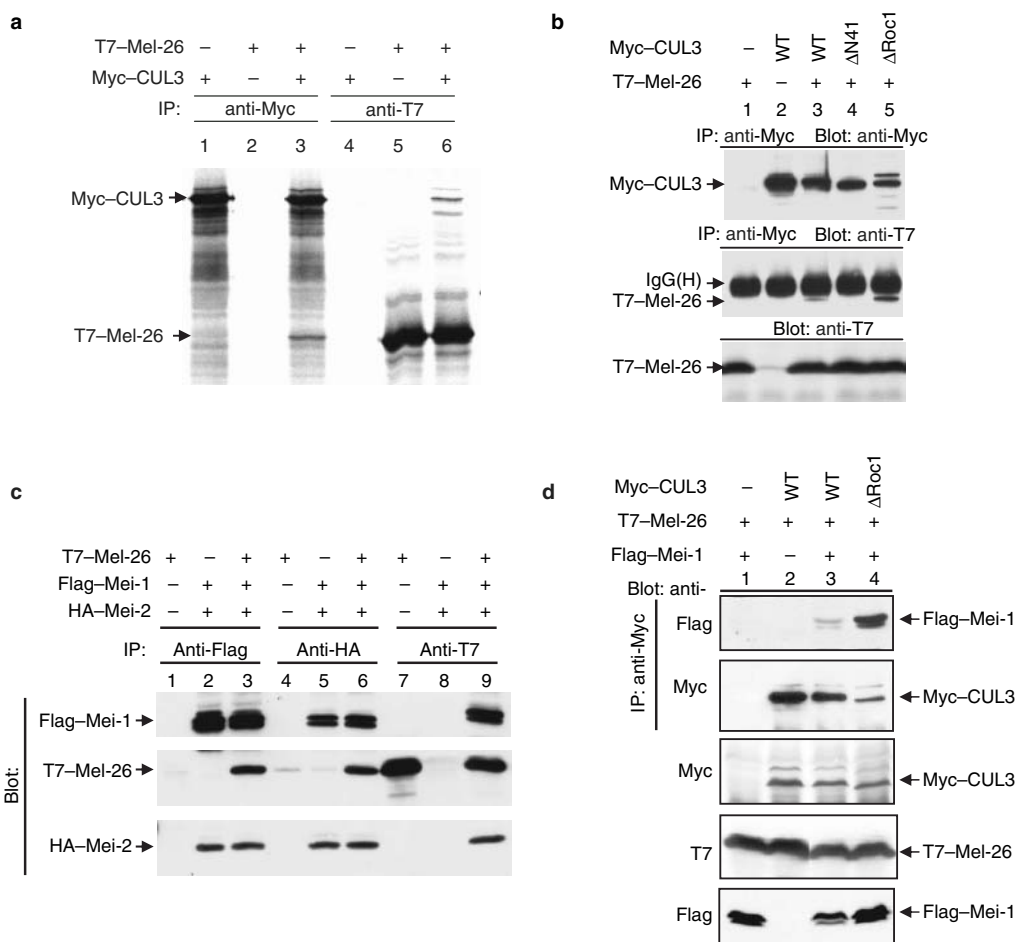 a
T7–Mel-26 – + + – + +
Myc–CUL3 + – + + – +
IP: anti-Myc anti-T7
1 2 3 4 5 6
Myc–CUL3
T7–Mel-26
b
Myc–CUL3 – WT WT ΔN41 ΔRoc1
T7–Mel-26 + – + + +
1 2 3 4 5
IP: anti-Myc Blot: anti-Myc
Myc–CUL3
IP: anti-Myc Blot: anti-T7
IgG(H)
T7–Mel-26
Blot: anti-T7
T7–Mel-26
c
T7–Mel-26 + – + + – + + – +
Flag–Mei-1 – + + – + + – + +
HA–Mei-2 – + + – + + – + +
IP: Anti-Flag Anti-HA Anti-T7
1 2 3 4 5 6 7 8 9
Blot:
Flag–Mei-1
T7–Mel-26
HA–Mei-2
d
Myc–CUL3 – WT WT ΔRoc1
T7–Mel-26 + + + +
Flag–Mei-1 + – + +
Blot: anti- 1 2 3 4
IP: anti-Myc
Flag Flag–Mei-1
Myc Myc–CUL3
Myc Myc–CUL3
T7 T7–Mel-26
Flag Flag–Mei-1